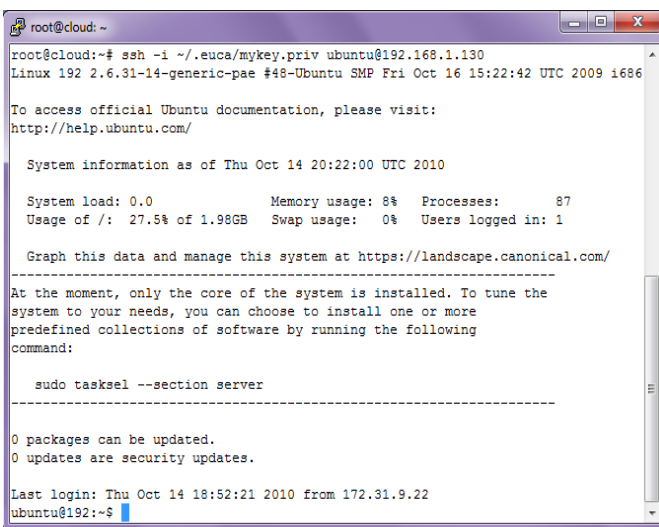 root@cloud: ~
root@cloud:~# ssh -i ~/.euca/mykey.priv ubuntu@192.168.1.130
Linux 192 2.6.31-14-generic-pae #48-Ubuntu SMP Fri Oct 16 15:22:42 UTC 2009 i686
To access official Ubuntu documentation, please visit:
http://help.ubuntu.com/
System information as of Thu Oct 14 20:22:00 UTC 2010
System load: 0.0 Memory usage: 8% Processes: 87
Usage of /: 27.5% of 1.98GB Swap usage: 0% Users logged in: 1
Graph this data and manage this system at https://landscape.canonical.com/
---------------------------------------------------------------------
At the moment, only the core of the system is installed. To tune the
system to your needs, you can choose to install one or more
predefined collections of software by running the following
command:
sudo tasksel --section server
---------------------------------------------------------------------
0 packages can be updated.
0 updates are security updates.
Last login: Thu Oct 14 18:52:21 2010 from 172.31.9.22
ubuntu@192:~$